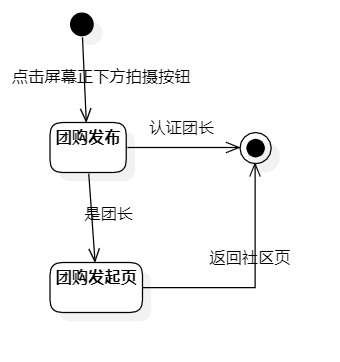 点击屏幕正下方拍摄按钮
团购发布
认证团长
是团长
返回社区页
团购发起页